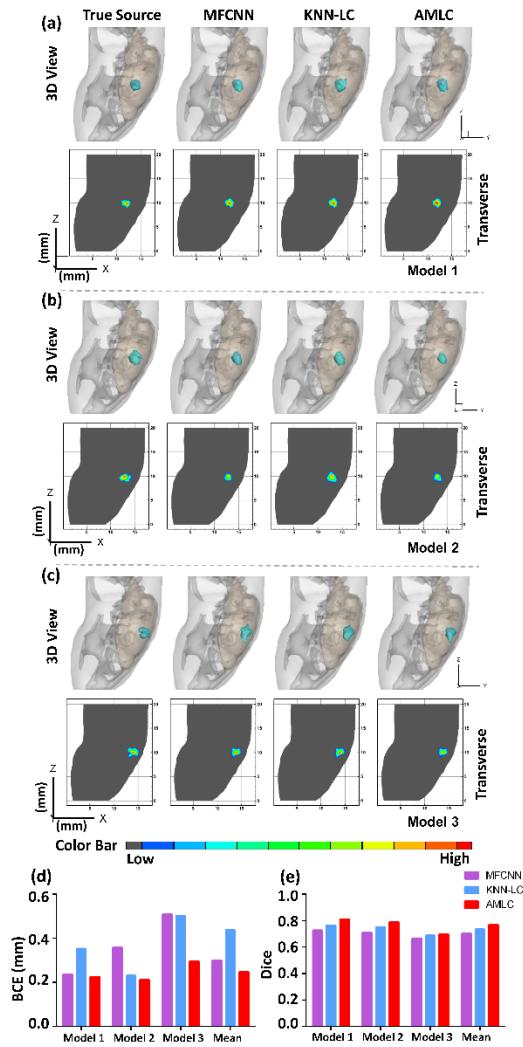 (a) True Source MFCNN KNN-LC AMLC
3D View
Transverse
Z
(mm)
(mm) X
Model 1
(b)
3D View
Transverse
Z
(mm)
(mm) X
Model 2
(c)
3D View
Transverse
Z
(mm)
(mm) X
Model 3
Color Bar
Low High
(d) (e)
MFCNN
KNN-LC
AMLC
BCE (mm)
0.6
0.4
0.2
0.0
Model 1 Model 2 Model 3 Mean
Dice
1.0
0.8
0.6
0.4
0.2
0.0
Model 1 Model 2 Model 3 Mean